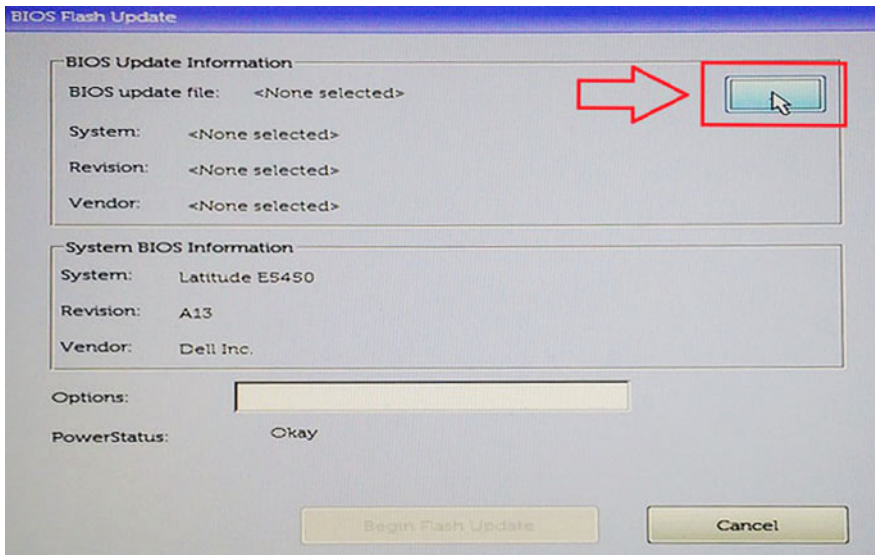 BIOS Flash Update
BIOS Update Information
BIOS update file: <None selected>
System: <None selected>
Revision: <None selected>
Vendor: <None selected>
System BIOS Information
System: Latitude E5450
Revision: A13
Vendor: Dell Inc.
Options:
PowerStatus: Okay
Begin Flash Update
Cancel